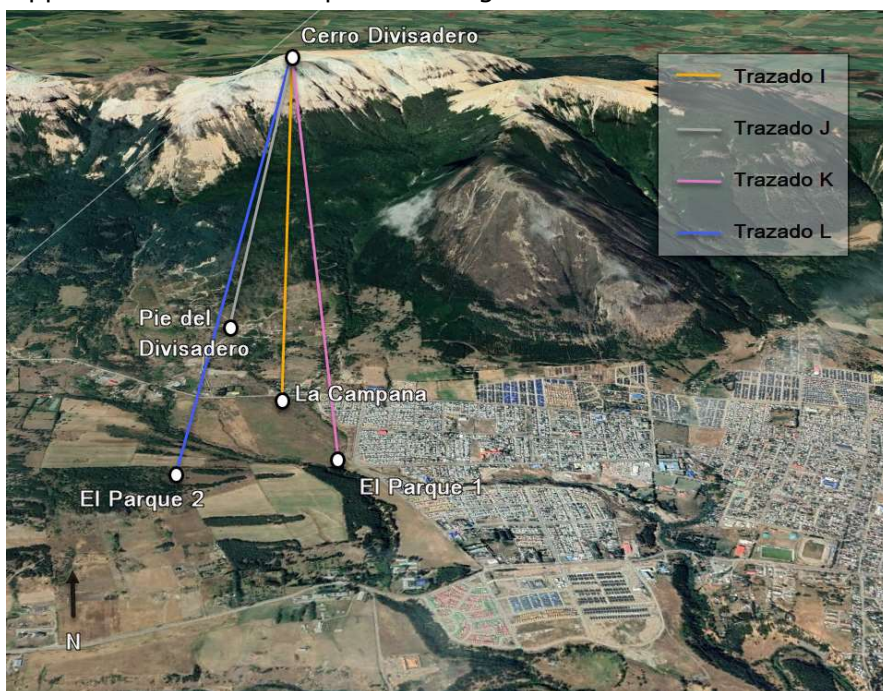 Cerro Divisadero
Trazado I
Trazado J
Trazado K
Trazado L
Pie del
Divisadero
La Campana
El Parque 1
El Parque 2
N